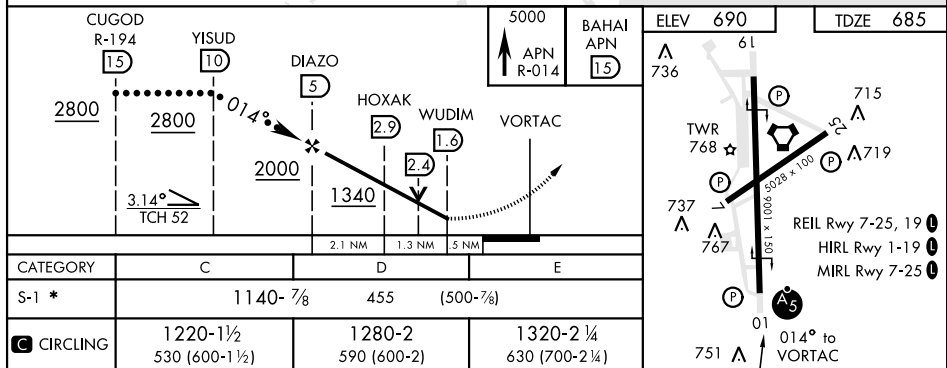 CUGOD
R-194
15
YISUD
10
DIAZO
5
HOXAK
2.9
WUDIM
1.6
2.4
VORTAC
5000
APN
R-014
BAHAI
APN
15
2800
2800
014°
2000
1340
3.14°
TCH 52
2.1 NM
1.3 NM
.5 NM
CATEGORY C D E
S-1 * 1140-⅞ 455 (500-⅞)
C CIRCLING
1220-1½
530 (600-1½)
1280-2
590 (600-2)
1320-2¼
630 (700-2¼)
ELEV 690
TDZE 685
736
19
P
715
TWR
768
25
P
719
P
5028 x 100
7
737
767
9001 x 150
REIL Rwy 7-25, 19 L
HIRL Rwy 1-19 L
MIRL Rwy 7-25 L
P
A5
01
014° to
VORTAC
751